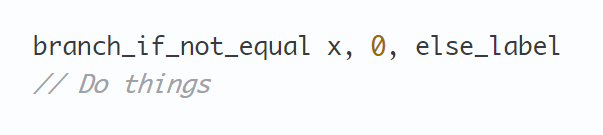 branch_if_not_equal x, 0, else_label
// Do things